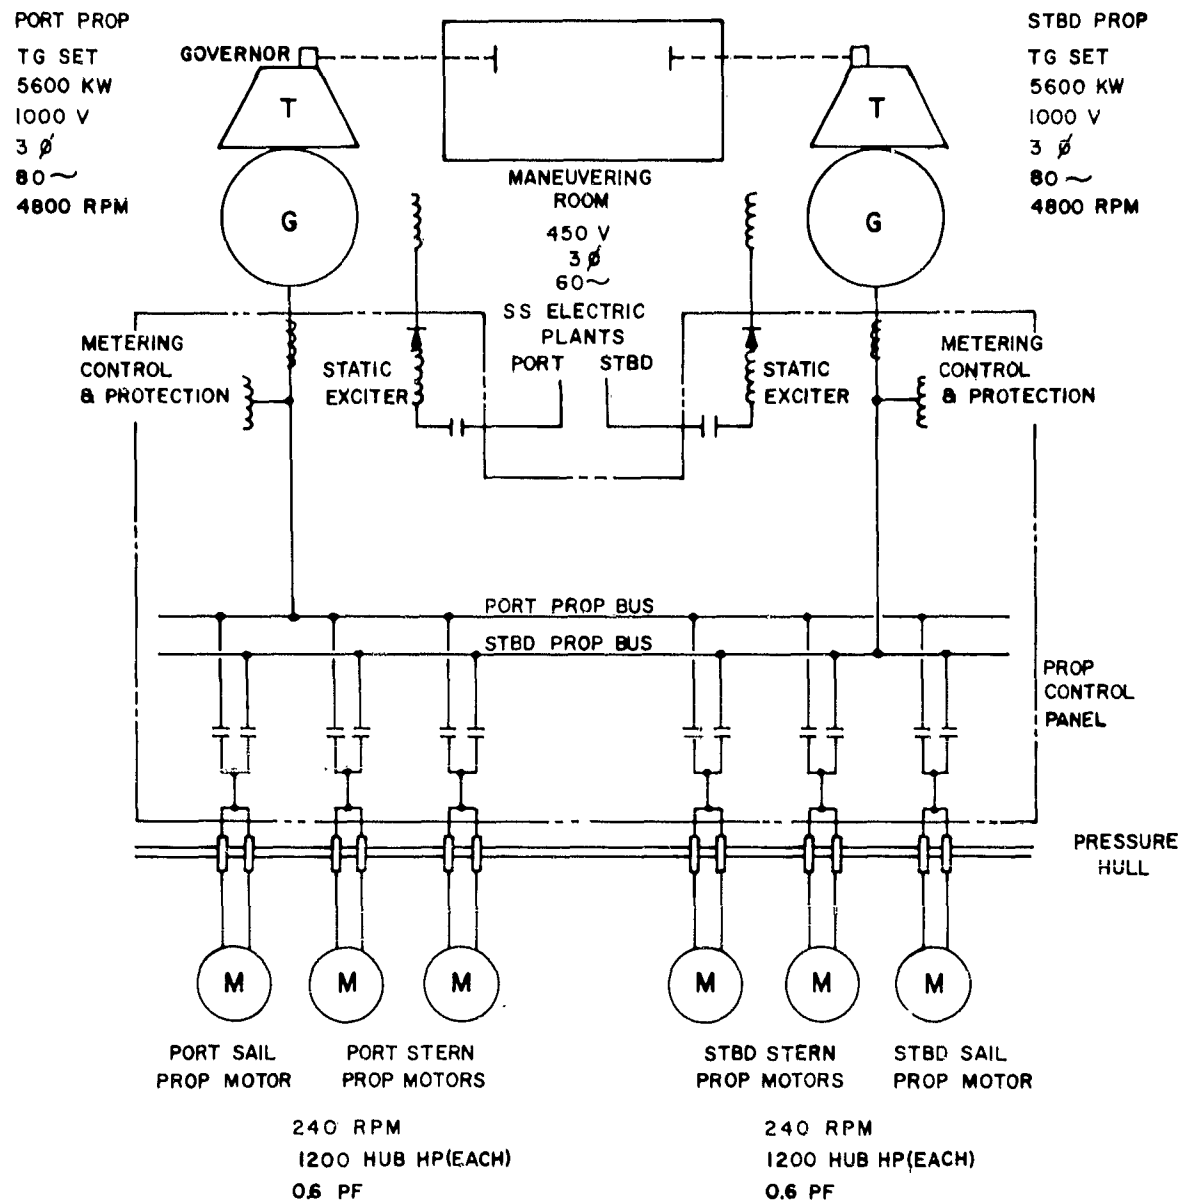 PORT PROP
TG SET
5600 KW
1000 V
3 Ø
80 ~
4800 RPM
GOVERNOR
T
G
MANEUVERING
ROOM
450 V
3 Ø
60 ~
SS ELECTRIC
PLANTS
PORT STBD
STBD PROP
TG SET
5600 KW
1000 V
3 Ø
80 ~
4800 RPM
T
G
METERING
CONTROL
& PROTECTION
STATIC
EXCITER
STATIC
EXCITER
METERING
CONTROL
& PROTECTION
PORT PROP BUS
STBD PROP BUS
PROP
CONTROL
PANEL
PRESSURE
HULL
M M M M M M
PORT SAIL
PROP MOTOR
PORT STERN
PROP MOTORS
STBD STERN
PROP MOTORS
STBD SAIL
PROP MOTOR
240 RPM
1200 HUB HP(EACH)
0.6 PF
240 RPM
1200 HUB HP(EACH)
0.6 PF